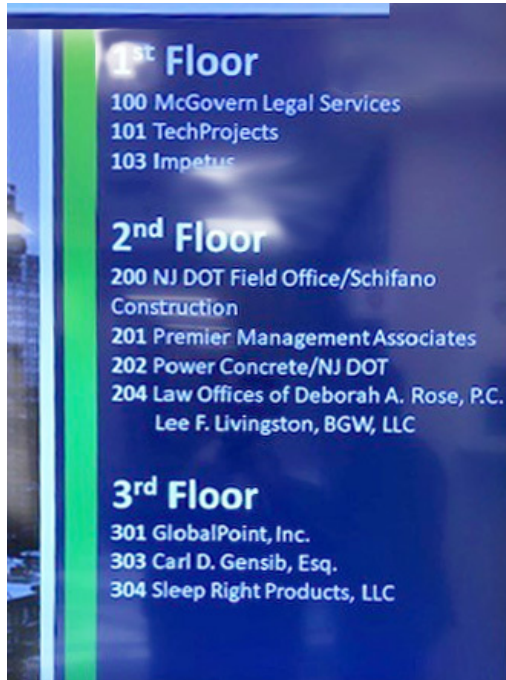 1st Floor
100 McGovern Legal Services
101 TechProjects
103 Impetus
2nd Floor
200 NJ DOT Field Office/Schifano
Construction
201 Premier Management Associates
202 Power Concrete/NJ DOT
204 Law Offices of Deborah A. Rose, P.C.
Lee F. Livingston, BGW, LLC
3rd Floor
301 GlobalPoint, Inc.
303 Carl D. Gensib, Esq.
304 Sleep Right Products, LLC